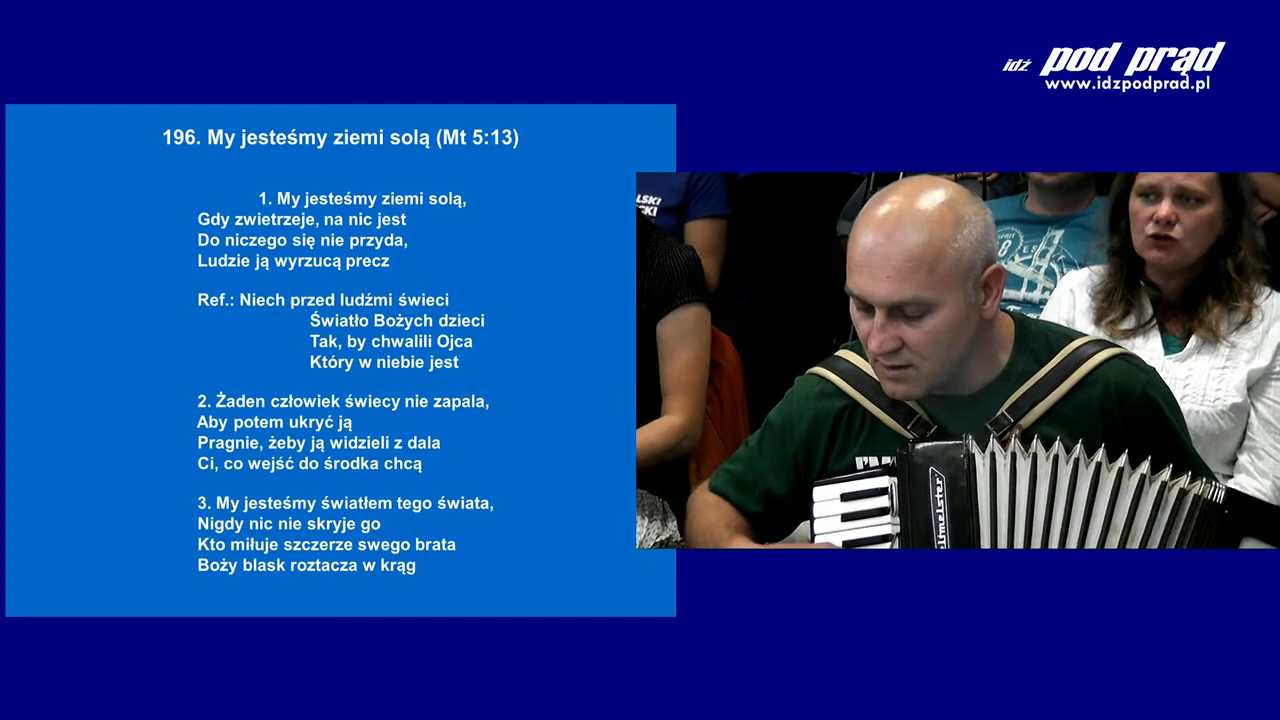 idź pod prąd
www.idzpodprad.pl
196. My jesteśmy ziemi solą (Mt 5:13)
1. My jesteśmy ziemi solą,
Gdy zwietrzeje, na nic jest
Do niczego się nie przyda,
Ludzie ją wyrzucą precz
Ref.: Niech przed ludźmi świeci
Światło Bożych dzieci
Tak, by chwalili Ojca
Który w niebie jest
2. Żaden człowiek świecy nie zapala,
Aby potem ukryć ją
Pragnie, żeby ją widzieli z dala
Ci, co wejść do środka chcą
3. My jesteśmy światłem tego świata,
Nigdy nic nie skryje go
Kto miłuje szczerze swego brata
Boży blask roztacza w krąg